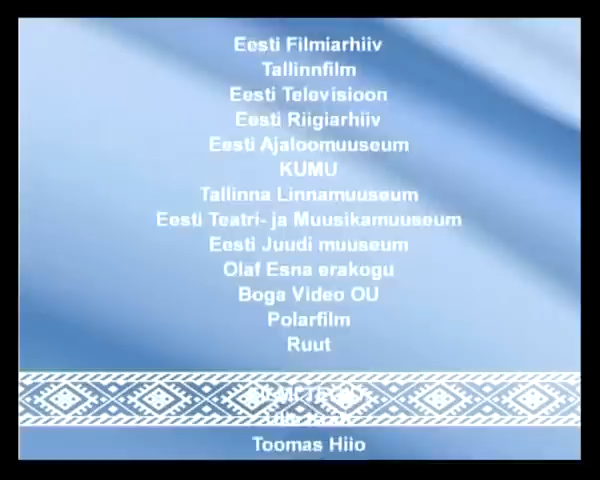 Eesti Filmiarhiiv
Tallinnfilm
Eesti Televisioon
Eesti Riigiarhiiv
Eesti Ajaloomuuseum
KUMU
Tallinna Linnamuuseum
Eesti Teatri- ja Muusikamuuseum
Eesti Juudi muuseum
Olaf Esna erakogu
Boga Video OU
Polarfilm
Ruut
Toomas Hiio